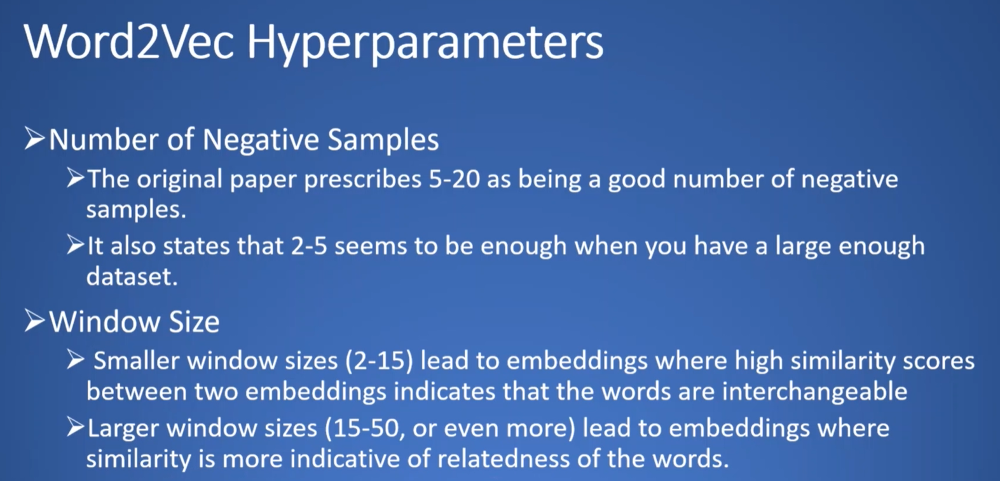 Word2Vec Hyperparameters
➢Number of Negative Samples
➢The original paper prescribes 5-20 as being a good number of negative
samples.
➢It also states that 2-5 seems to be enough when you have a large enough
dataset.
➢Window Size
➢ Smaller window sizes (2-15) lead to embeddings where high similarity scores
between two embeddings indicates that the words are interchangeable
➢Larger window sizes (15-50, or even more) lead to embeddings where
similarity is more indicative of relatedness of the words.